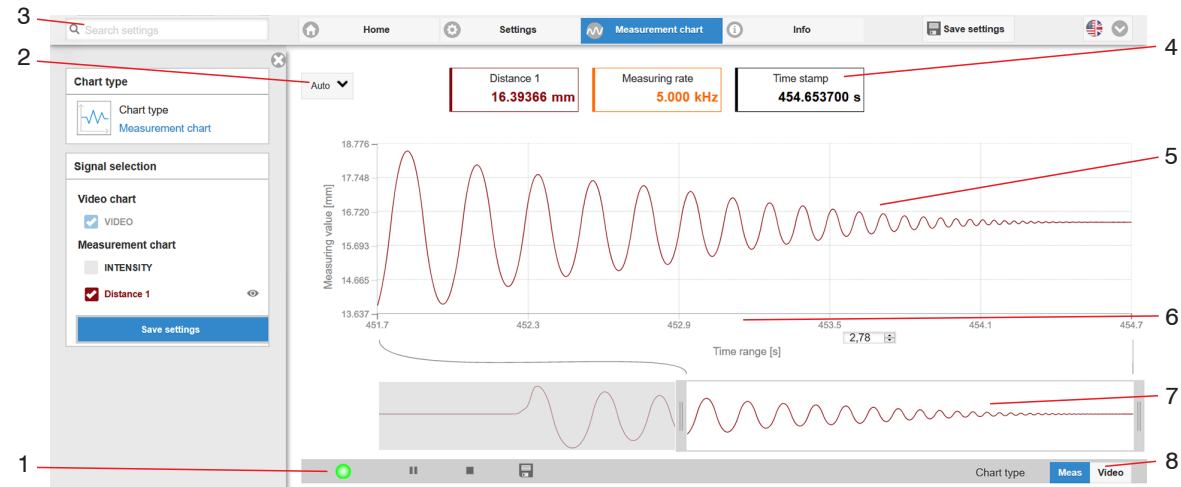 3
Search settings
Home
Settings
Measurement chart
Info
Save settings
4
2
Auto
Distance 1
16.39366 mm
Measuring rate
5.000 kHz
Time stamp
454.653700 s
Chart type
Chart type
Measurement chart
Signal selection
Video chart
VIDEO
Measurement chart
INTENSITY
Distance 1
Save settings
5
Measuring value [mm]
18.776
17.748
16.720
15.693
14.665
13.637
451.7
452.3
452.9
453.5
454.1
454.7
6
2,78
Time range [s]
7
1
Chart type
Meas
Video
8